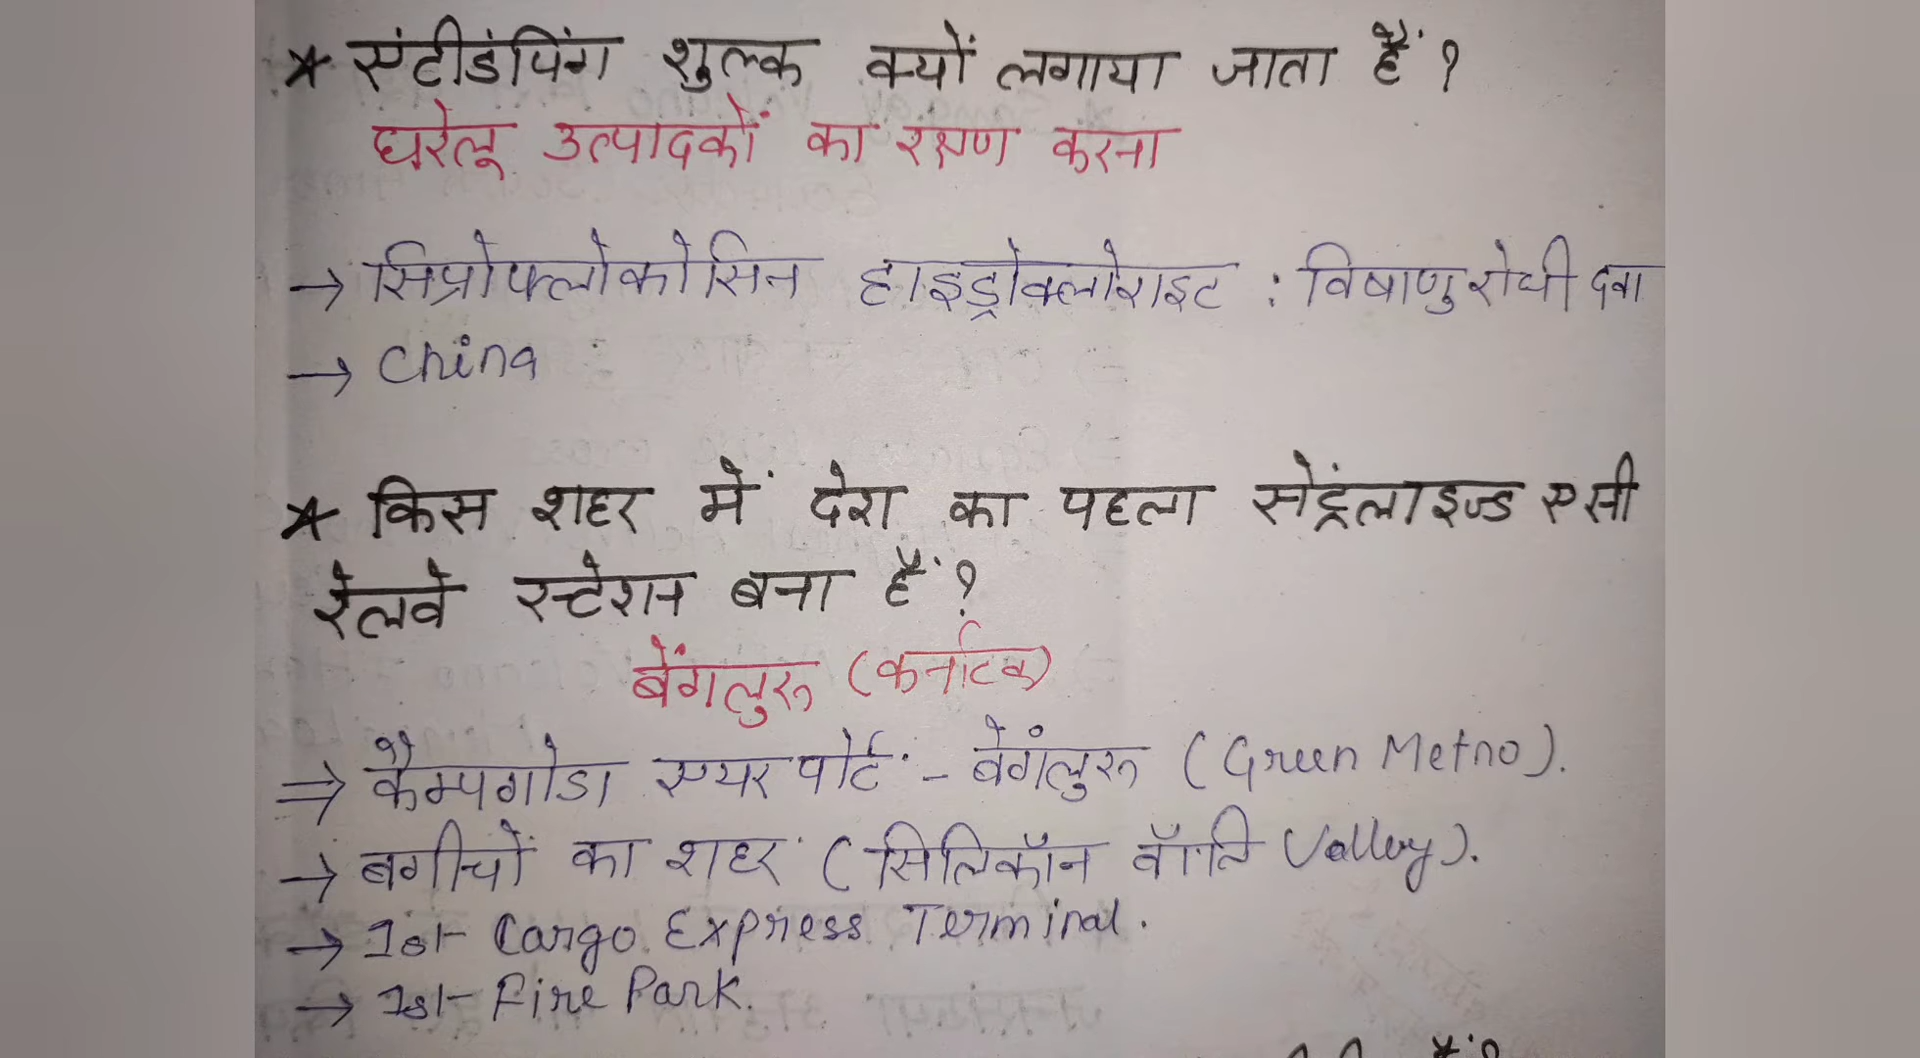 * एंटीडंपिंग शुल्क क्यों लगाया जाता हैं ?
घरेलू उत्पादकों का रक्षण करना
→ सिप्रोफ्लोकोसिन हाइड्रोक्लोराइट : विषाणुरोधी दवा
→ China
* किस शहर में देश का पहला सेंट्रलाइज्ड एसी
रेलवे स्टेशन बना हैं ?
बेंगलुरू (कर्नाटक)
⇒ कैम्पगोडा एयरपोर्ट - बेंगलुरू (Green Metro).
→ बगीचों का शहर (सिलिकॉन वॉलि Valley).
→ 1st Cargo Express Terminal.
→ 1st Fire Park.